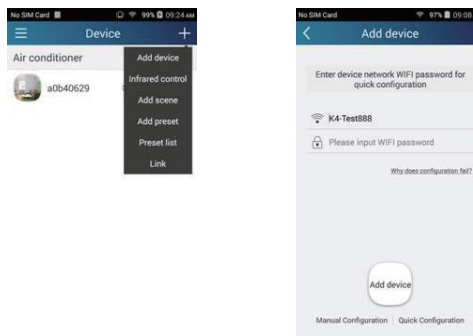 No SIM Card 99% 09:24 AM
Device
Air conditioner
a0b40629
Add device
Infrared control
Add scene
Add preset
Preset list
Link
No SIM Card 97% 09:08
Add device
Enter device network WIFI password for
quick configuration
K4-Test888
Please input WIFI password
Why does configuration fail?
Add device
Manual Configuration Quick Configuration